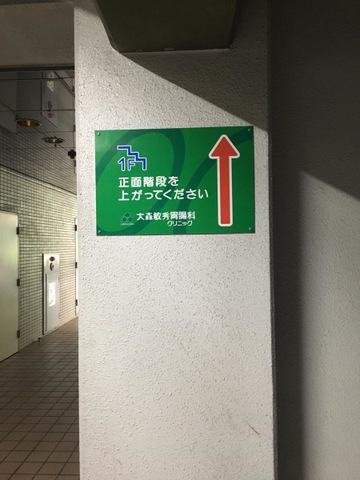 1F
正面階段を
上がってください
大森敏秀胃腸科
クリニック